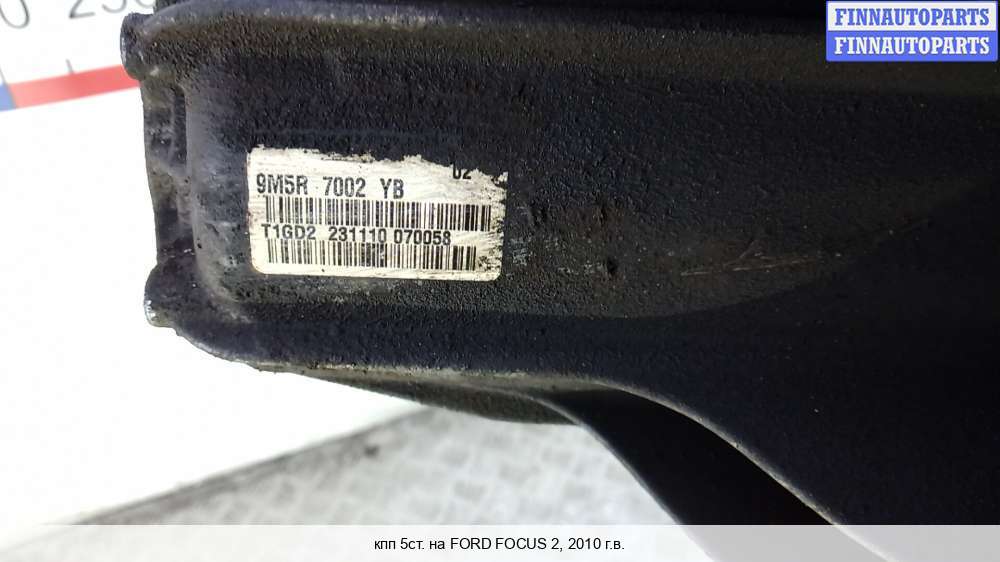 FINNAUTOPARTS
FINNAUTOPARTS
02
9M5R 7002 YB
T1GD2 231110 070058
кпп 5ст. на FORD FOCUS 2, 2010 г.в.